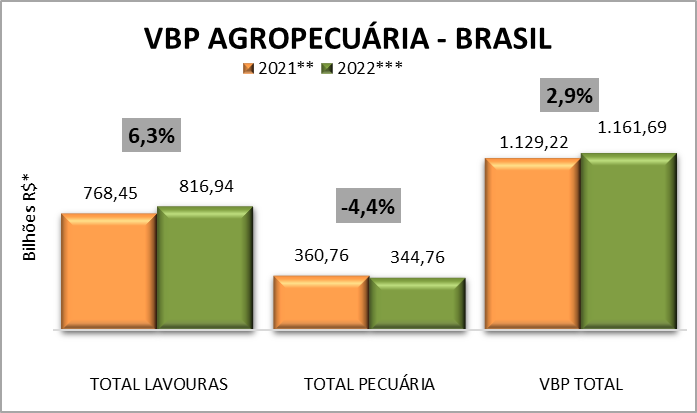 VBP AGROPECUÁRIA - BRASIL
2021** 2022***
Bilhões R$*
6,3%
768,45
816,94
-4,4%
360,76
344,76
2,9%
1.129,22
1.161,69
TOTAL LAVOURAS
TOTAL PECUÁRIA
VBP TOTAL